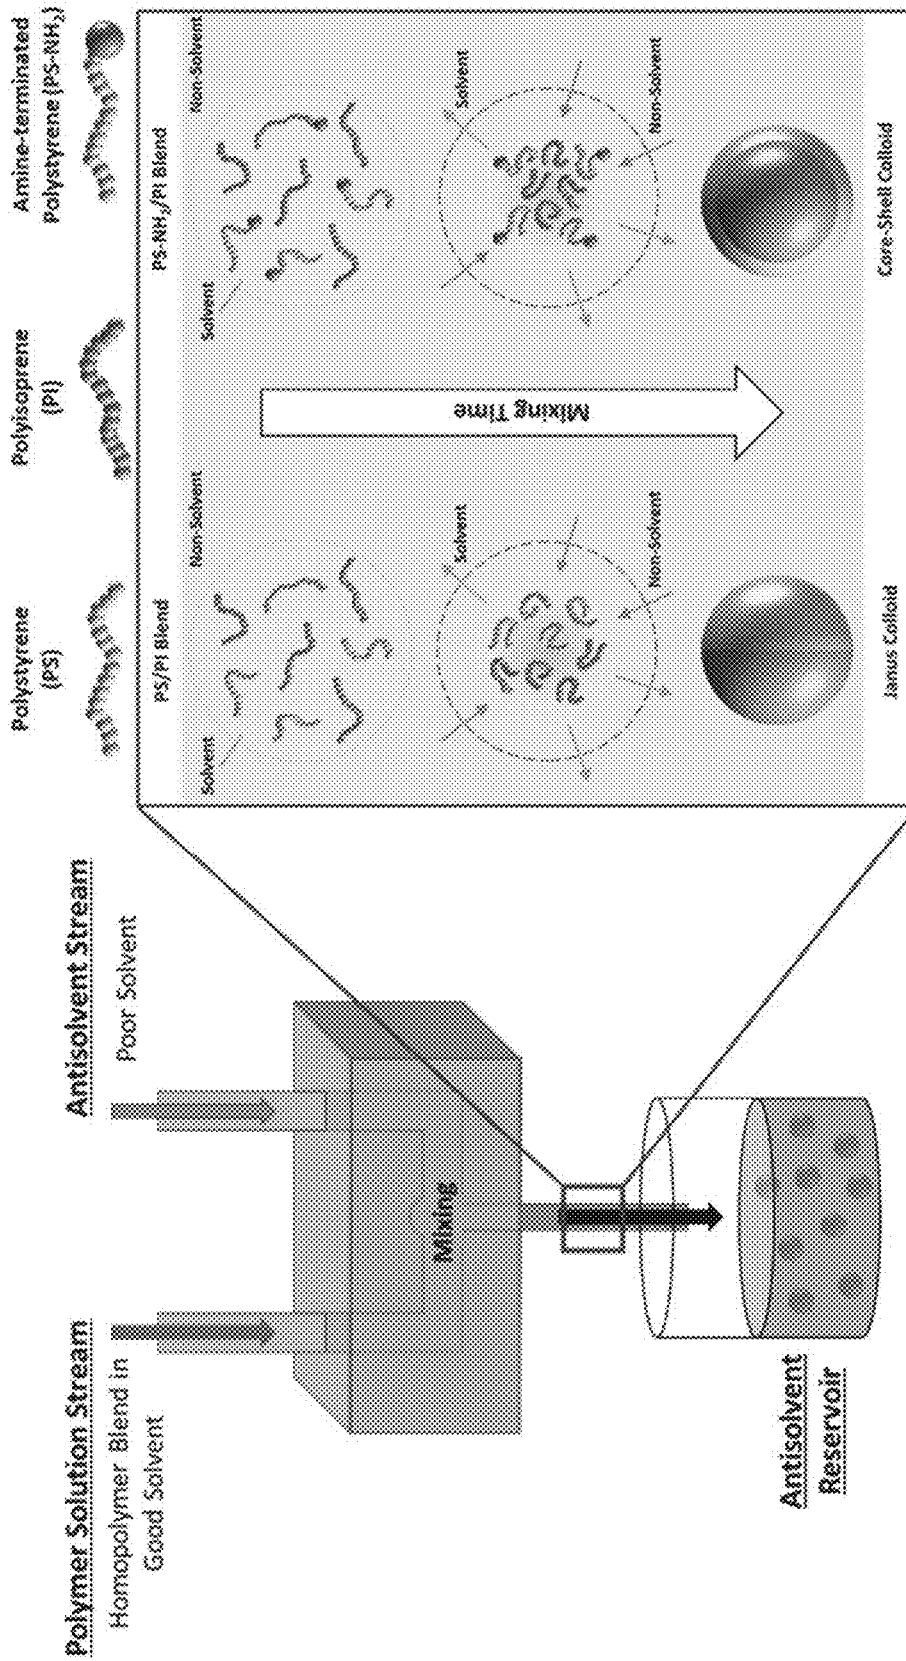 Polymer Solution Stream
Homopolymer Blend in
Good Solvent
Antisolvent Stream
Poor Solvent
Mixing
Antisolvent
Reservoir
Polystyrene
(PS)
Polyisoprene
(PI)
Amine-terminated
Polystyrene (PS-NH₂)
PS/PI Blend
Solvent
Non-Solvent
Solvent
Non-Solvent
Janus Colloid
Mixing Time
PS-NH₂/PI Blend
Solvent
Non-Solvent
Solvent
Non-Solvent
Core-Shell Colloid